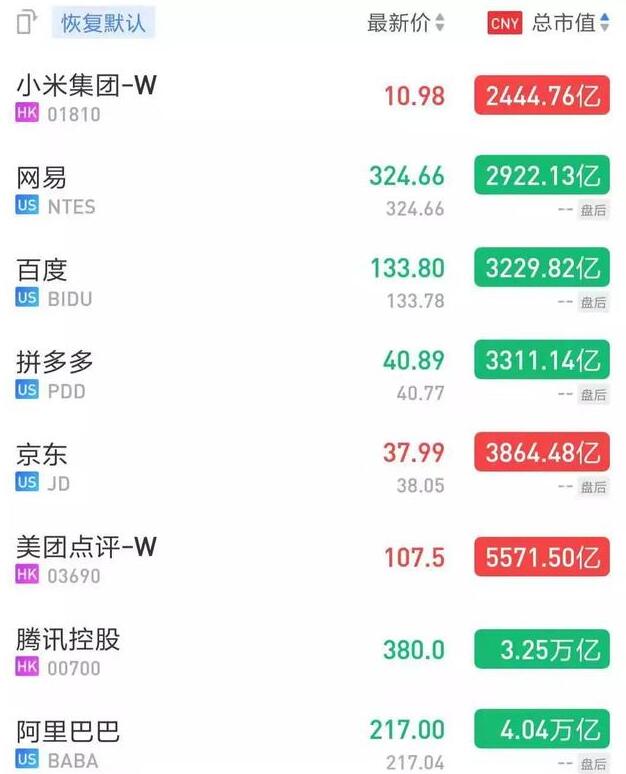 恢复默认 最新价 CNY 总市值
小米集团-W 10.98 2444.76亿
HK 01810
网易 324.66 2922.13亿
US NTES 324.66 -- 盘后
百度 133.80 3229.82亿
US BIDU 133.78 -- 盘后
拼多多 40.89 3311.14亿
US PDD 40.77 -- 盘后
京东 37.99 3864.48亿
US JD 38.05 -- 盘后
美团点评-W 107.5 5571.50亿
HK 03690
腾讯控股 380.0 3.25万亿
HK 00700
阿里巴巴 217.00 4.04万亿
US BABA 217.04 -- 盘后